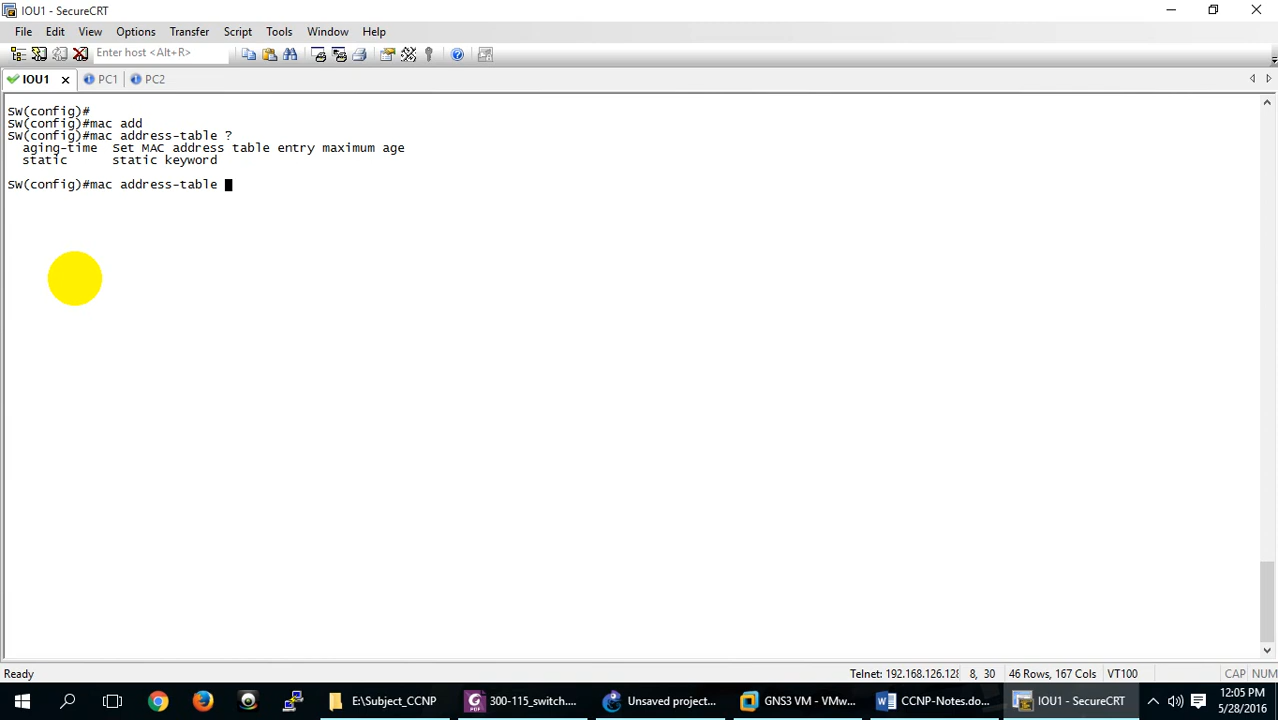 IOU1 - SecureCRT
File Edit View Options Transfer Script Tools Window Help
Enter host <Alt+R>
IOU1 PC1 PC2
SW(config)#
SW(config)#mac add
SW(config)#mac address-table ?
aging-time Set MAC address table entry maximum age
static static keyword
SW(config)#mac address-table
Ready Telnet: 192.168.126.128 8, 30 46 Rows, 167 Cols VT100 CAP NUM
E:\Subject_CCNP 300-115_switch.... Unsaved project... GNS3 VM - VMw... CCNP-Notes.do... IOU1 - SecureCRT 12:05 PM
5/28/2016